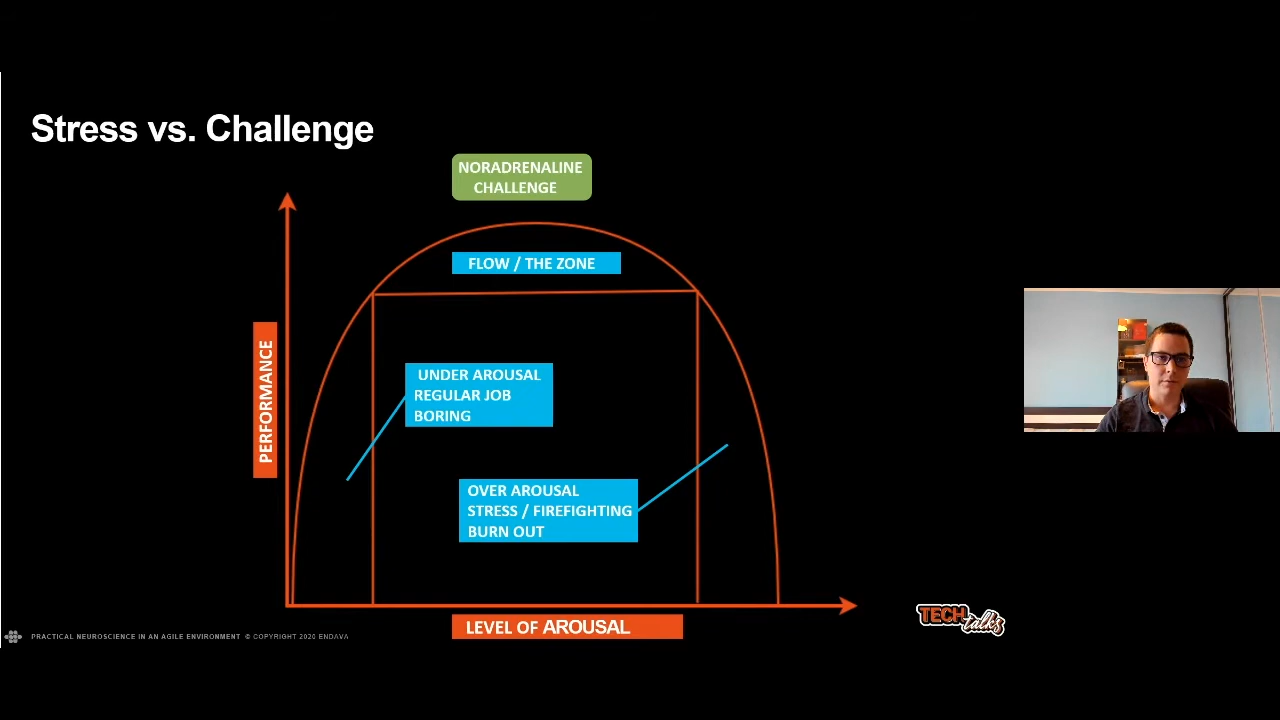 Stress vs. Challenge
NORADRENALINE
CHALLENGE
FLOW / THE ZONE
PERFORMANCE
UNDER AROUSAL
REGULAR JOB
BORING
OVER AROUSAL
STRESS / FIREFIGHTING
BURN OUT
LEVEL OF AROUSAL
PRACTICAL NEUROSCIENCE IN AN AGILE ENVIRONMENT © COPYRIGHT 2020 ENDAVA
TECH
talks